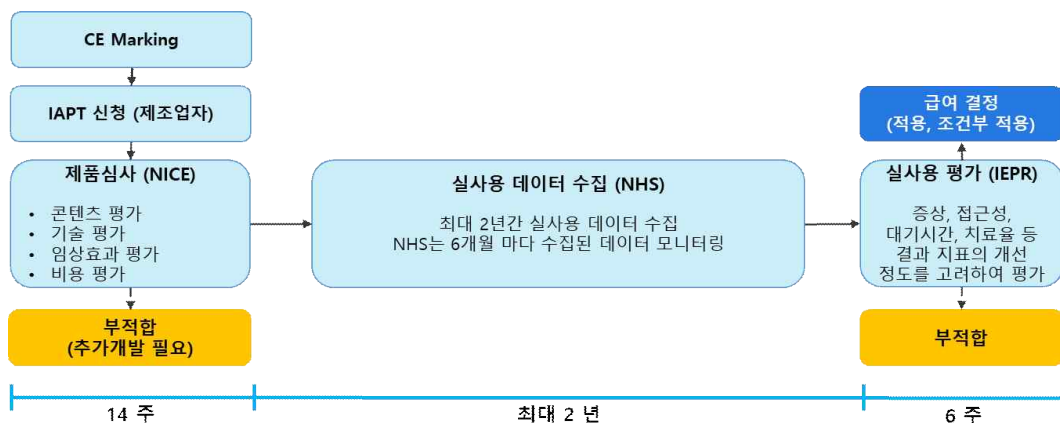 CE Marking
IAPT 신청 (제조업자)
제품심사 (NICE)
• 콘텐츠 평가
• 기술 평가
• 임상효과 평가
• 비용 평가
부적합
(추가개발 필요)
실사용 데이터 수집 (NHS)
최대 2년간 실사용 데이터 수집
NHS는 6개월 마다 수집된 데이터 모니터링
급여 결정
(적용, 조건부 적용)
실사용 평가 (IEPR)
증상, 접근성,
대기시간, 치료율 등
결과 지표의 개선
정도를 고려하여 평가
부적합
14 주
최대 2 년
6 주